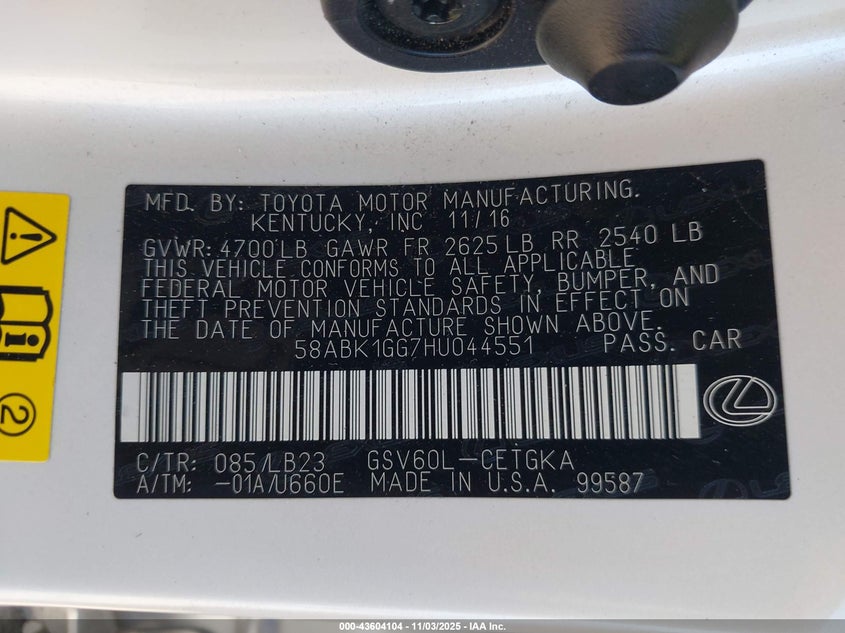 MFD. BY: TOYOTA MOTOR MANUFACTURING.
KENTUCKY, INC 11/16
GVWR: 4700 LB GAWR FR 2625 LB RR 2540 LB
THIS VEHICLE CONFORMS TO ALL APPLICABLE
FEDERAL MOTOR VEHICLE SAFETY, BUMPER, AND
THEFT PREVENTION STANDARDS IN EFFECT ON
THE DATE OF MANUFACTURE SHOWN ABOVE.
58ABK1GG7HU044551 PASS. CAR
C/TR: 085/LB23 GSV60L-CETGKA
A/TM: -01A/U660E MADE IN U.S.A. 99587
2
000-43604104 - 11/03/2025 - IAA Inc.